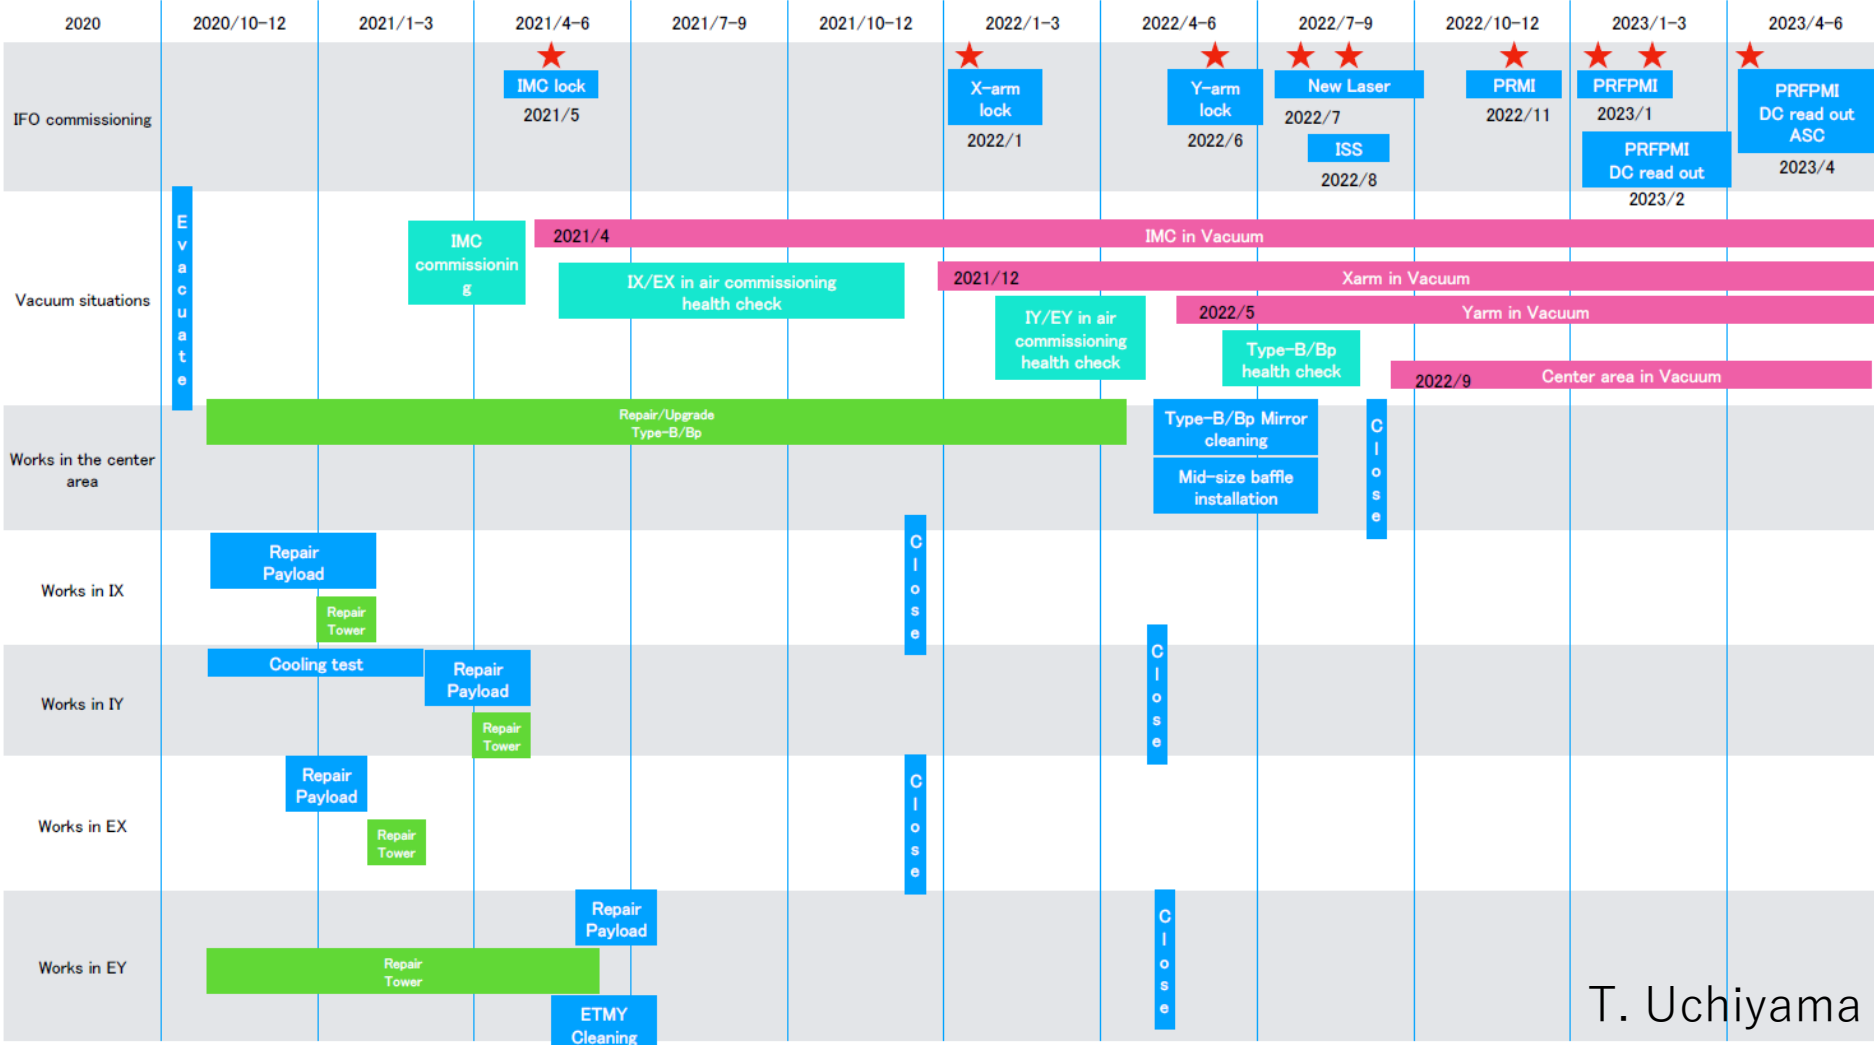 2020
2020/10-12
2021/1-3
2021/4-6
2021/7-9
2021/10-12
2022/1-3
2022/4-6
2022/7-9
2022/10-12
2023/1-3
2023/4-6
IFO commissioning
IMC lock
2021/5
X-arm
lock
2022/1
Y-arm
lock
2022/6
New Laser
2022/7
ISS
2022/8
PRMI
2022/11
PRFPMI
2023/1
PRFPMI
DC read out
2023/2
PRFPMI
DC read out
ASC
2023/4
Vacuum situations
Evacuate
IMC
commissionin
g
2021/4
IMC in Vacuum
IX/EX in air commissioning
health check
2021/12
Xarm in Vacuum
IY/EY in air
commissioning
health check
2022/5
Yarm in Vacuum
Type-B/Bp
health check
2022/9
Center area in Vacuum
Works in the center
area
Repair/Upgrade
Type-B/Bp
Type-B/Bp Mirror
cleaning
Mid-size baffle
installation
Close
Works in IX
Repair
Payload
Repair
Tower
Close
Works in IY
Cooling test
Repair
Payload
Repair
Tower
Close
Works in EX
Repair
Payload
Repair
Tower
Close
Works in EY
Repair
Payload
Repair
Tower
ETMY
Cleaning
Close
T. Uchiyama